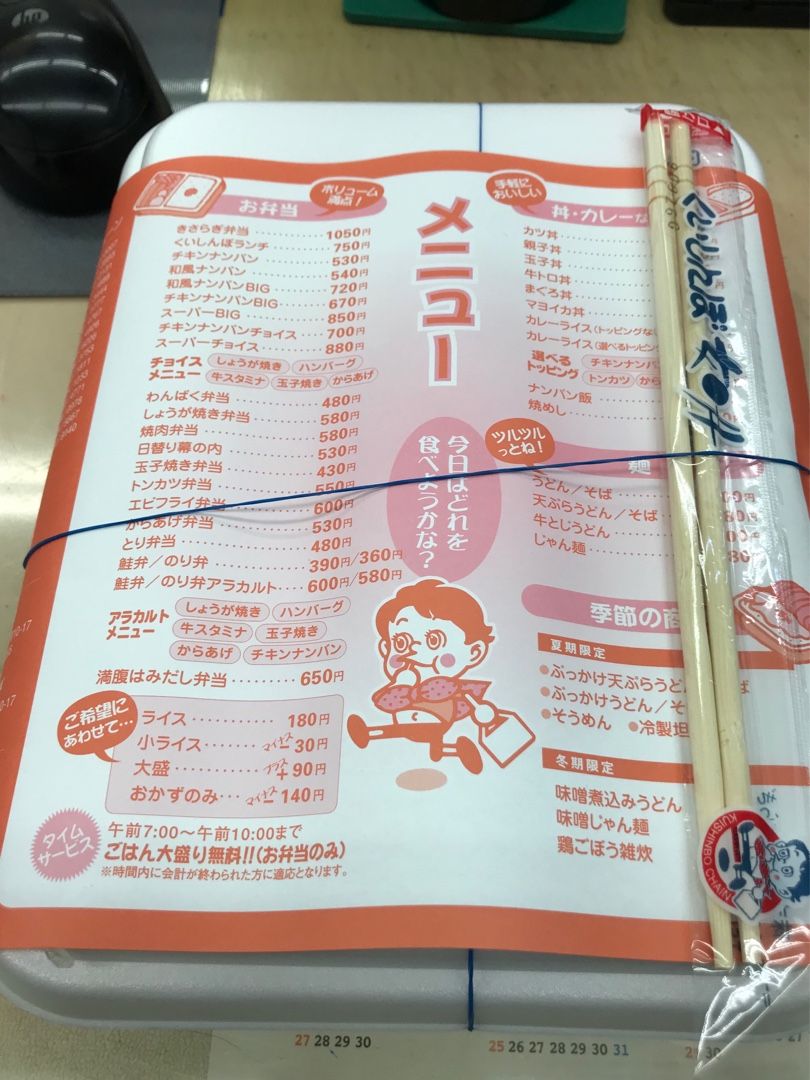 メニュー
お弁当
ボリューム
満点！
きさらぎ弁当 ………… 1050円
くいしんぼランチ ……… 750円
チキンナンバン ………… 530円
和風ナンバン ………… 540円
和風ナンバンBIG ……… 720円
チキンナンバンBIG …… 670円
スーパーBIG ………… 850円
チキンナンバンチョイス …… 700円
スーパーチョイス ……… 880円
チョイス
メニュー
しょうが焼き ハンバーグ
牛スタミナ 玉子焼き からあげ
わんぱく弁当 ………… 480円
しょうが焼き弁当 ……… 580円
焼肉弁当 ………… 580円
日替り幕の内 ………… 530円
玉子焼き弁当 ………… 430円
トンカツ弁当 ………… 550円
エビフライ弁当 ………… 600円
からあげ弁当 ………… 530円
とり弁当 ………… 480円
鮭弁／のり弁 ………… 390円/360円
鮭弁／のり弁アラカルト…… 600円/580円
アラカルト
メニュー
しょうが焼き ハンバーグ
牛スタミナ 玉子焼き
からあげ チキンナンバン
満腹はみだし弁当 ……… 650円
ご希望に
あわせて…
ライス ………… 180円
小ライス ……… マイナス− 30円
大盛 ………… プラス+ 90円
おかずのみ… マイナス− 140円
タイム
サービス
午前7:00〜午前10:00まで
ごはん大盛り無料!!(お弁当のみ)
※時間内に会計が終わられた方に適応となります。
今日はどれを
食べようかな？
手軽に
おいしい
丼・カレーな
カツ丼
親子丼
玉子丼
牛トロ丼
まぐろ丼
マヨイカ丼
カレーライス(トッピングな
カレーライス(選べるトッピン
選べる
トッピング
チキンナンバン
トンカツ から
ナンバン飯
焼めし
ツルツル
っとね！
麺
うどん／そば
天ぷらうどん／そば
牛とじうどん
じゃん麺
季節の商
夏期限定
●ぶっかけ天ぷらうどん
●ぶっかけうどん／そ
●そうめん ●冷製坦
冬期限定
味噌煮込みうどん
味噌じゃん麺
鶏ごぼう雑炊
くいしんぼ
KUISHINBO CHAIN
27 28 29 30
25 26 27 28 29 30 31